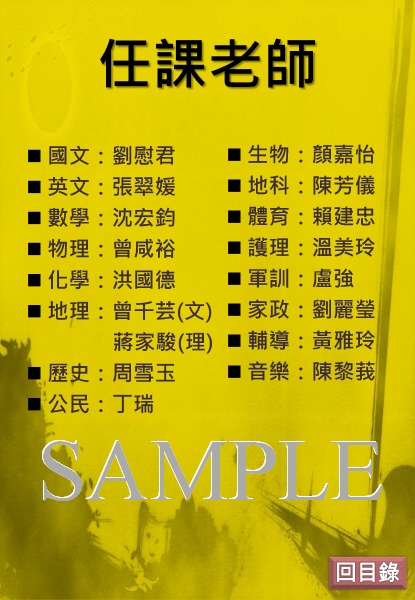 任課老師
■ 國文：劉慰君
■ 英文：張翠媛
■ 數學：沈宏鈞
■ 物理：曾咸裕
■ 化學：洪國德
■ 地理：曾千芸(文)
蔣家駿(理)
■ 歷史：周雪玉
■ 公民：丁瑞
■ 生物：顏嘉怡
■ 地科：陳芳儀
■ 體育：賴建忠
■ 護理：溫美玲
■ 軍訓：盧強
■ 家政：劉麗瑩
■ 輔導：黃雅玲
■ 音樂：陳黎莪
SAMPLE
回目錄